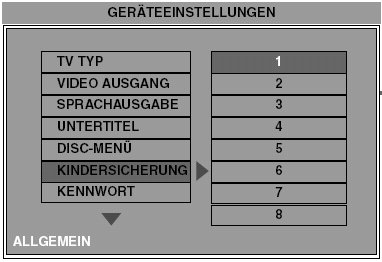 GERÄTEEINSTELLUNGEN
TV TYP
VIDEO AUSGANG
SPRACHAUSGABE
UNTERTITEL
DISC-MENÜ
KINDERSICHERUNG
KENNWORT
1
2
3
4
5
6
7
8
ALLGEMEIN